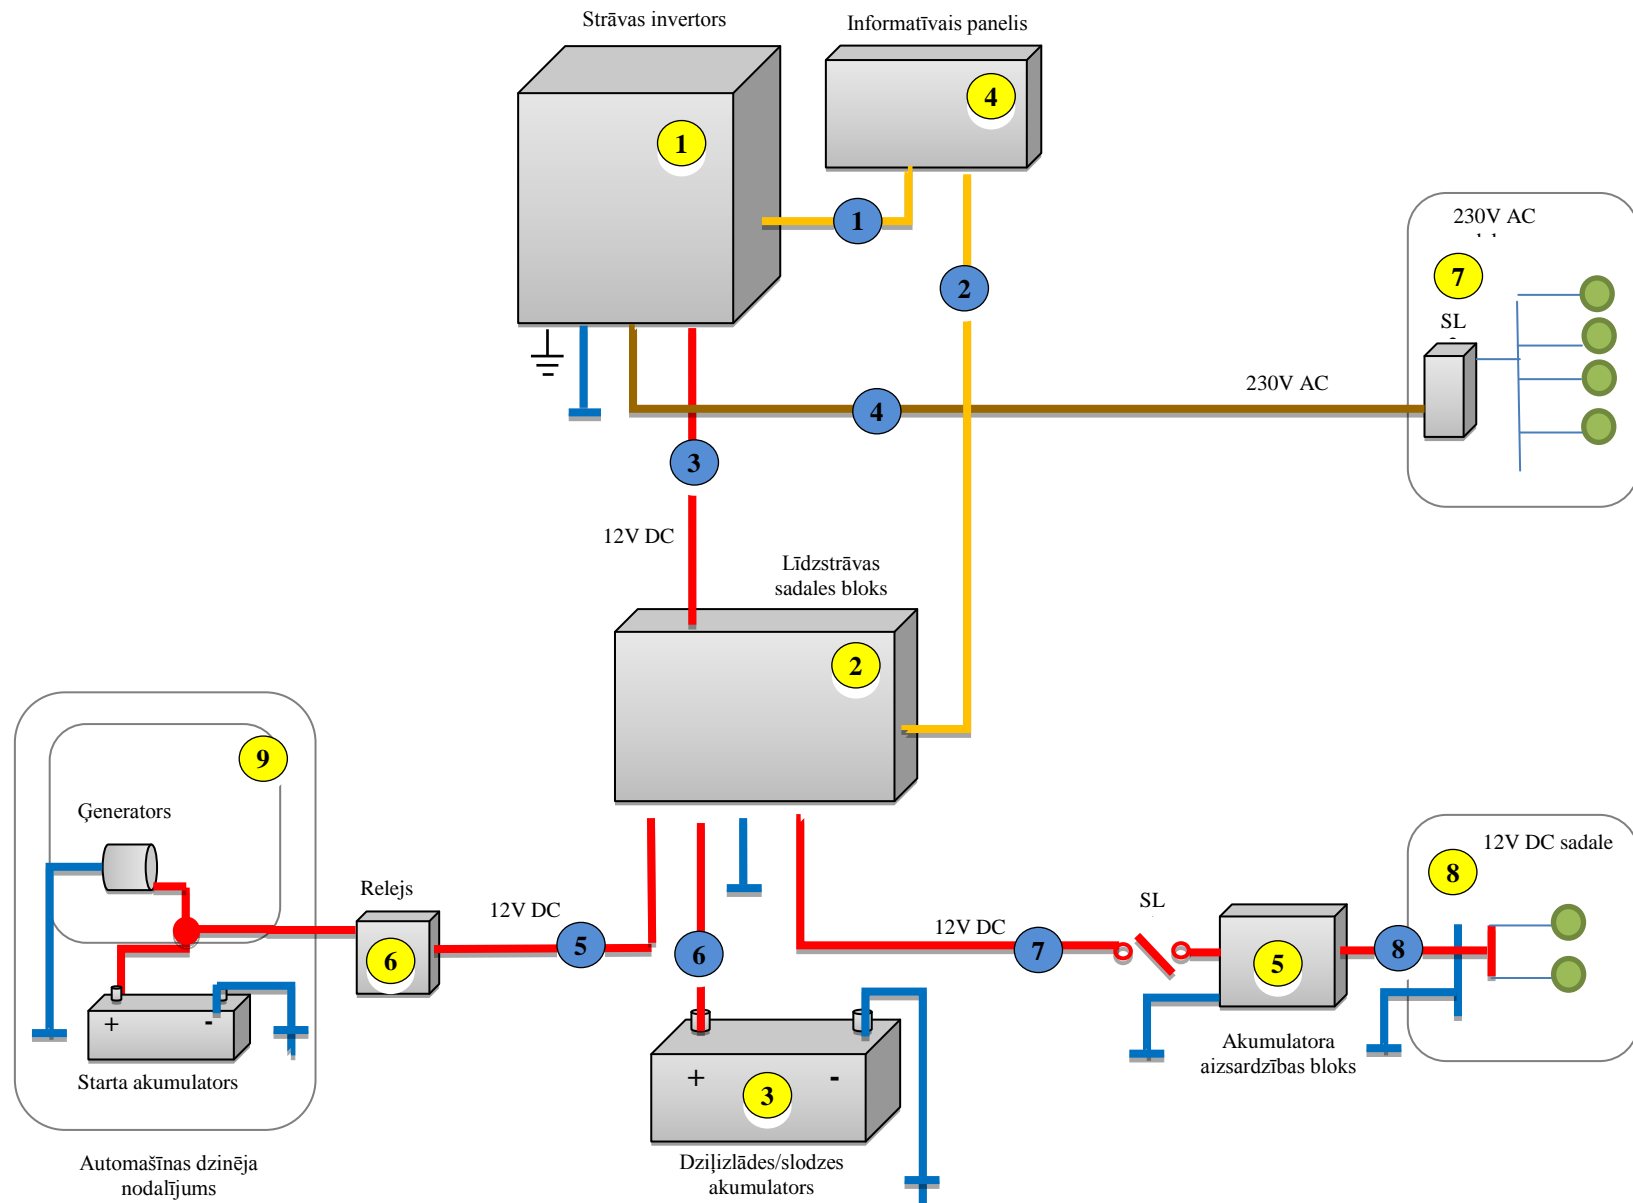 Strāvas invertors
Informatīvais panelis
4
1
1
2
230V AC
7
SL
230V AC
4
3
12V DC
Līdzstrāvas
sadales bloks
2
9
Ģenerators
Relejs
12V DC
5
6
6
12V DC
7
SL
5
8
12V DC sadale
8
+
-
Starta akumulators
+
-
3
Akumulatora
aizsardzības bloks
Automašīnas dzinēja
nodalījums
Dziļizlādes/slodzes
akumulators